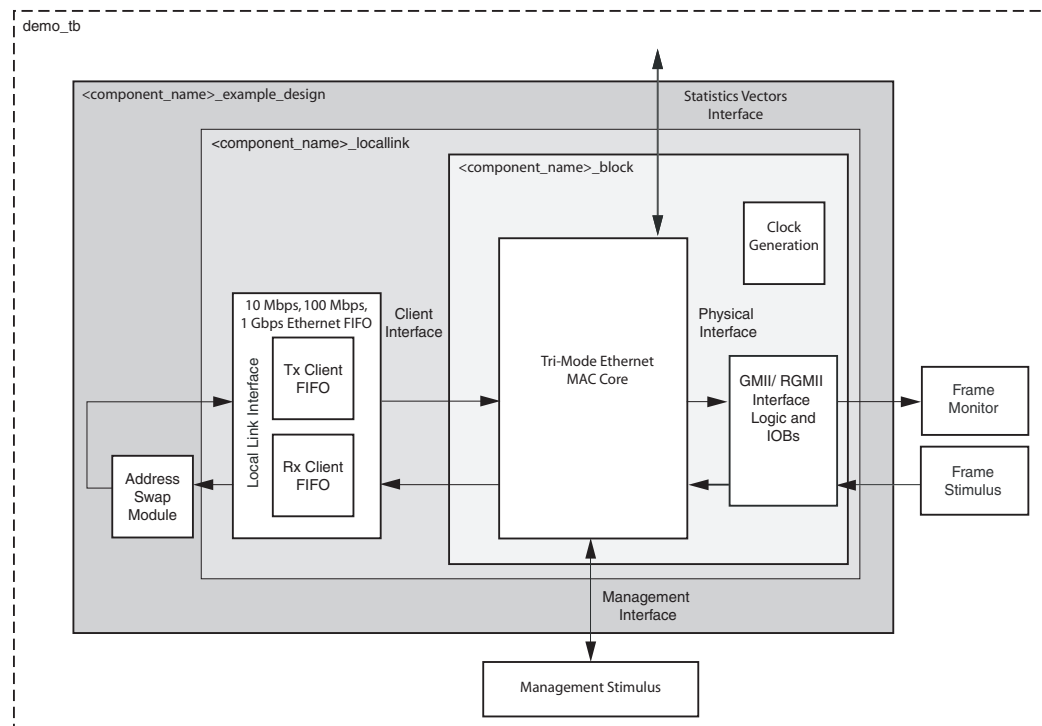 demo_tb
<component_name>_example_design
Statistics Vectors
Interface
<component_name>_locallink
<component_name>_block
Clock
Generation
10 Mbps, 100 Mbps,
1 Gbps Ethernet FIFO
Client
Interface
Physical
Interface
Local Link Interface
Tx Client
FIFO
Rx Client
FIFO
Tri-Mode Ethernet
MAC Core
GMII/ RGMII
Interface
Logic and
IOBs
Frame
Monitor
Frame
Stimulus
Address
Swap
Module
Management
Interface
Management Stimulus